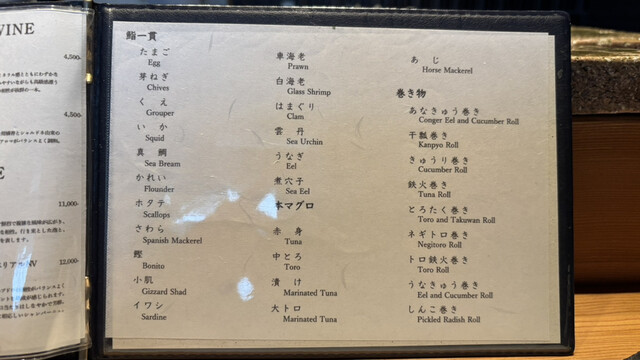 WINE
4,500-
4,500-
11,000-
12,000-
鮨一貫
たまご
Egg
芽ねぎ
Chives
くえ
Grouper
いか
Squid
真鯛
Sea Bream
かれい
Flounder
ホタテ
Scallops
さわら
Spanish Mackerel
鰹
Bonito
小肌
Gizzard Shad
イワシ
Sardine
車海老
Prawn
白海老
Glass Shrimp
はまぐり
Clam
雲丹
Sea Urchin
うなぎ
Eel
煮穴子
Sea Eel
本マグロ
赤身
Tuna
中とろ
Toro
漬け
Marinated Tuna
大トロ
Marinated Tuna
あじ
Horse Mackerel
巻き物
あなきゅう巻き
Conger Eel and Cucumber Roll
干瓢巻き
Kanpyo Roll
きゅうり巻き
Cucumber Roll
鉄火巻き
Tuna Roll
とろたく巻き
Toro and Takuwan Roll
ネギトロ巻き
Negitoro Roll
トロ鉄火巻き
Toro Roll
うなきゅう巻き
Eel and Cucumber Roll
しんこ巻き
Pickled Radish Roll